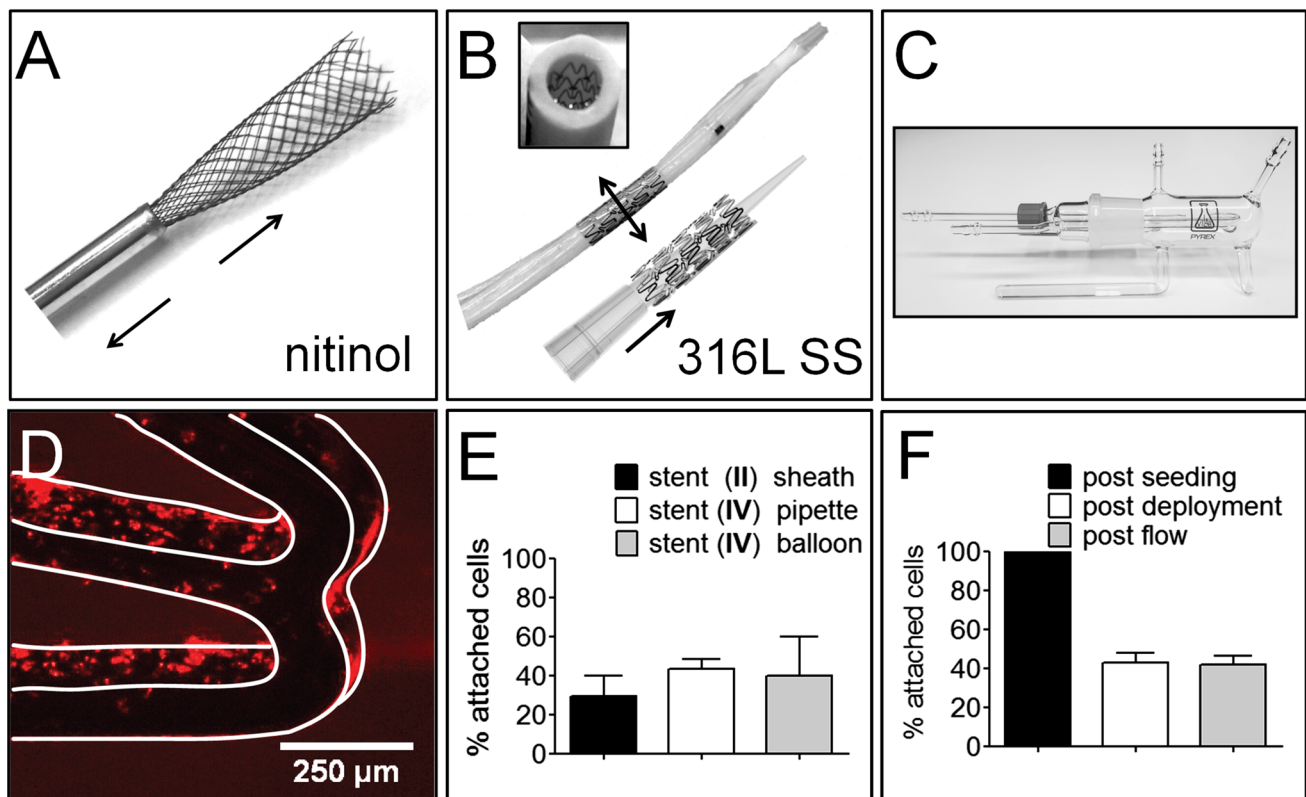 A
nitinol
B
316L SS
C
PYREX
D
250 µm
E
stent (II) sheath
stent (IV) pipette
stent (IV) balloon
% attached cells
100
80
60
40
20
0
F
post seeding
post deployment
post flow
% attached cells
100
80
60
40
20
0